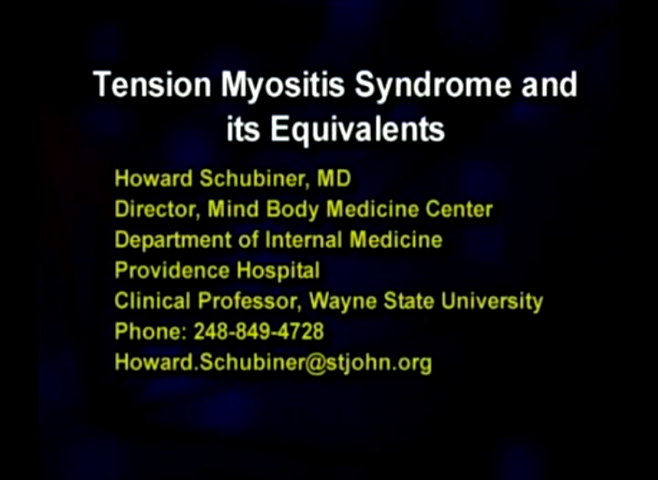 Tension Myositis Syndrome and
its Equivalents
Howard Schubiner, MD
Director, Mind Body Medicine Center
Department of Internal Medicine
Providence Hospital
Clinical Professor, Wayne State University
Phone: 248-849-4728
Howard.Schubiner@stjohn.org